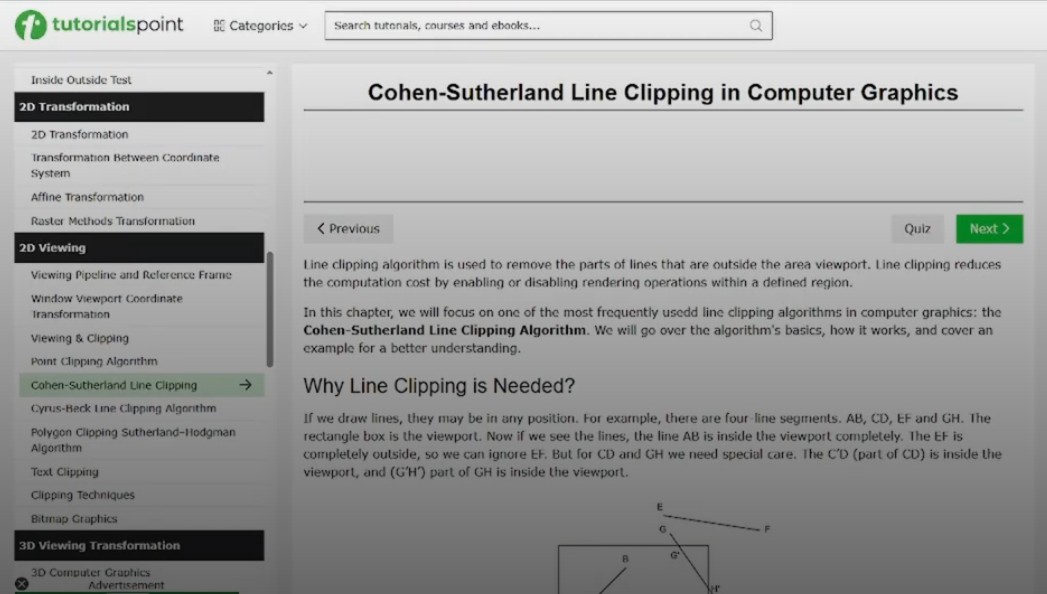 tutorialspoint
Categories
Search tutorials, courses and ebooks...
Inside Outside Test
2D Transformation
2D Transformation
Transformation Between Coordinate
System
Affine Transformation
Raster Methods Transformation
2D Viewing
Viewing Pipeline and Reference Frame
Window Viewport Coordinate
Transformation
Viewing & Clipping
Point Clipping Algorithm
Cohen-Sutherland Line Clipping
Cyrus-Beck Line Clipping Algorithm
Polygon Clipping Sutherland–Hodgman
Algorithm
Text Clipping
Clipping Techniques
Bitmap Graphics
3D Viewing Transformation
3D Computer Graphics
Advertisement
Cohen-Sutherland Line Clipping in Computer Graphics
Previous
Quiz
Next
Line clipping algorithm is used to remove the parts of lines that are outside the area viewport. Line clipping reduces
the computation cost by enabling or disabling rendering operations within a defined region.
In this chapter, we will focus on one of the most frequently usedd line clipping algorithms in computer graphics: the
Cohen-Sutherland Line Clipping Algorithm. We will go over the algorithm's basics, how it works, and cover an
example for a better understanding.
Why Line Clipping is Needed?
If we draw lines, they may be in any position. For example, there are four line segments. AB, CD, EF and GH. The
rectangle box is the viewport. Now if we see the lines, the line AB is inside the viewport completely. The EF is
completely outside, so we can ignore EF. But for CD and GH we need special care. The C'D (part of CD) is inside the
viewport, and (G'H') part of GH is inside the viewport.
E
G
F
B
G'
H'